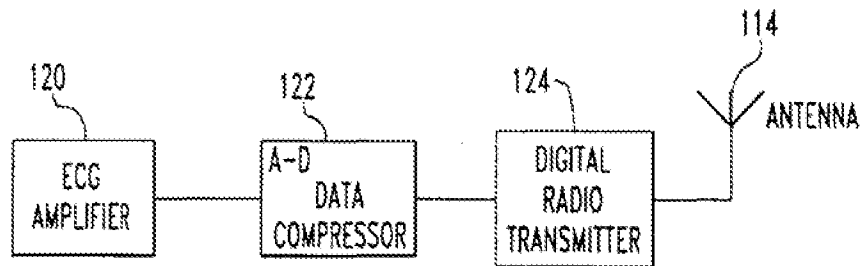 120
122
124
114
ECG
AMPLIFIER
A-D
DATA
COMPRESSOR
DIGITAL
RADIO
TRANSMITTER
ANTENNA